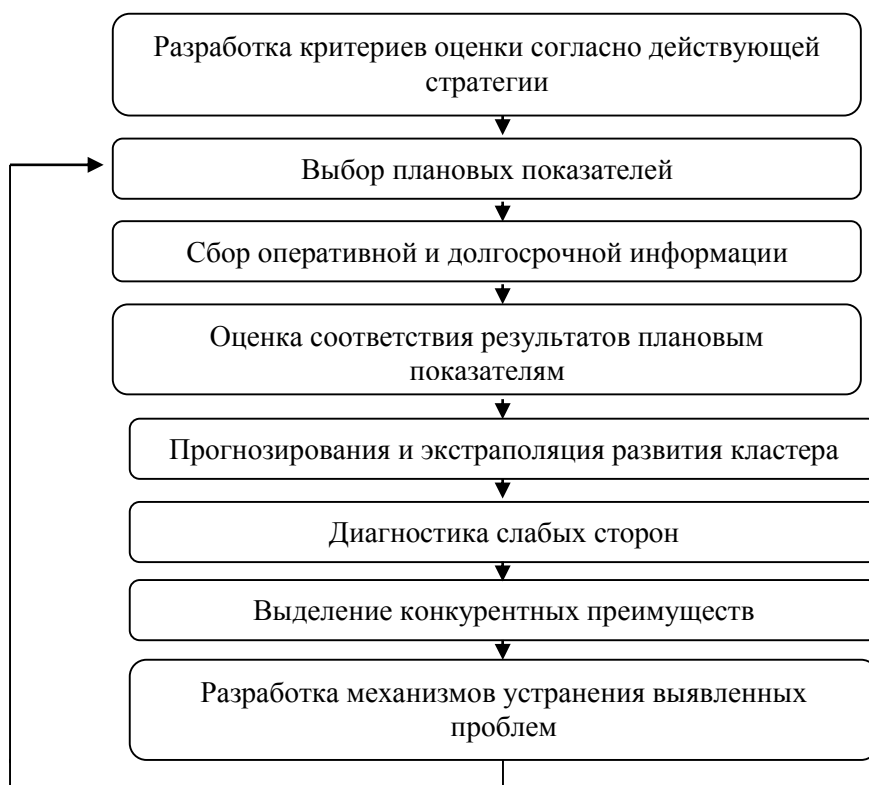 Разработка критериев оценки согласно действующей
стратегии
Выбор плановых показателей
Сбор оперативной и долгосрочной информации
Оценка соответствия результатов плановым
показателям
Прогнозирования и экстраполяция развития кластера
Диагностика слабых сторон
Выделение конкурентных преимуществ
Разработка механизмов устранения выявленных
проблем